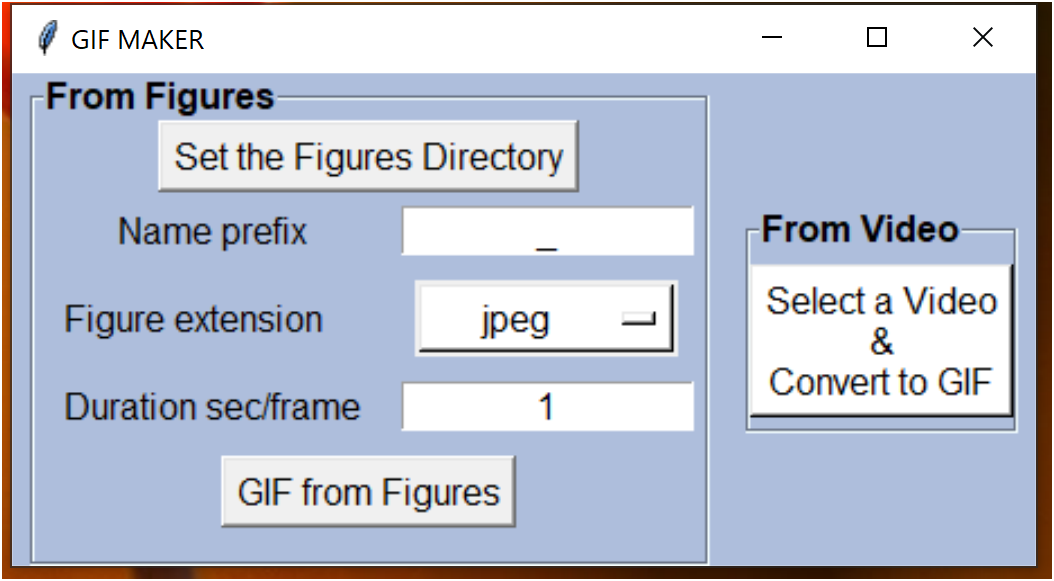 GIF MAKER
From Figures
Set the Figures Directory
Name prefix _
Figure extension jpeg
Duration sec/frame 1
GIF from Figures
From Video
Select a Video
&
Convert to GIF